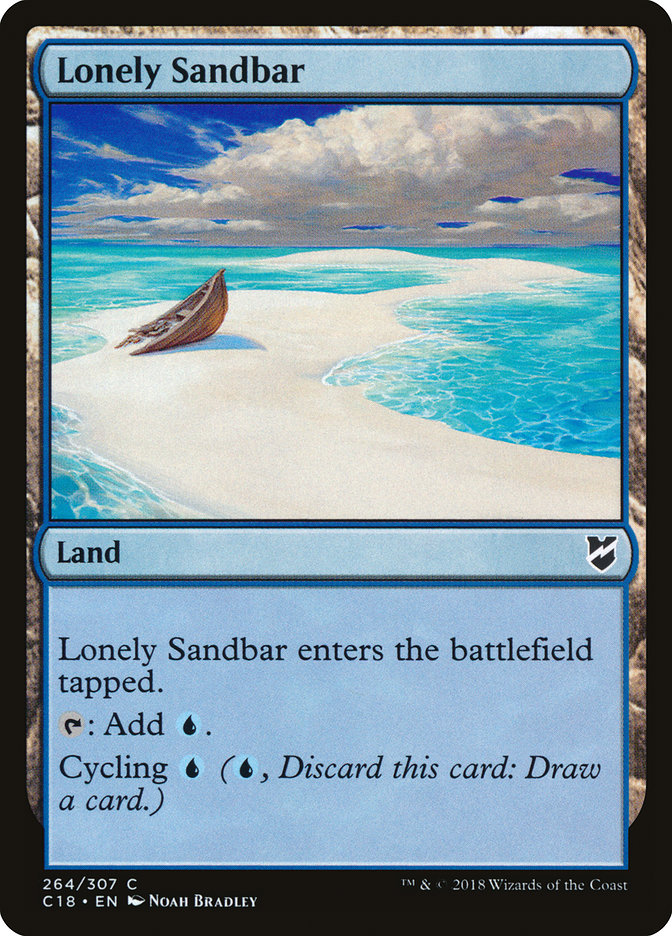 Lonely Sandbar
Land
Lonely Sandbar enters the battlefield
tapped.
: Add .
Cycling (, Discard this card: Draw
a card.)
264/307 C
C18 • EN Noah Bradley
™ & © 2018 Wizards of the Coast